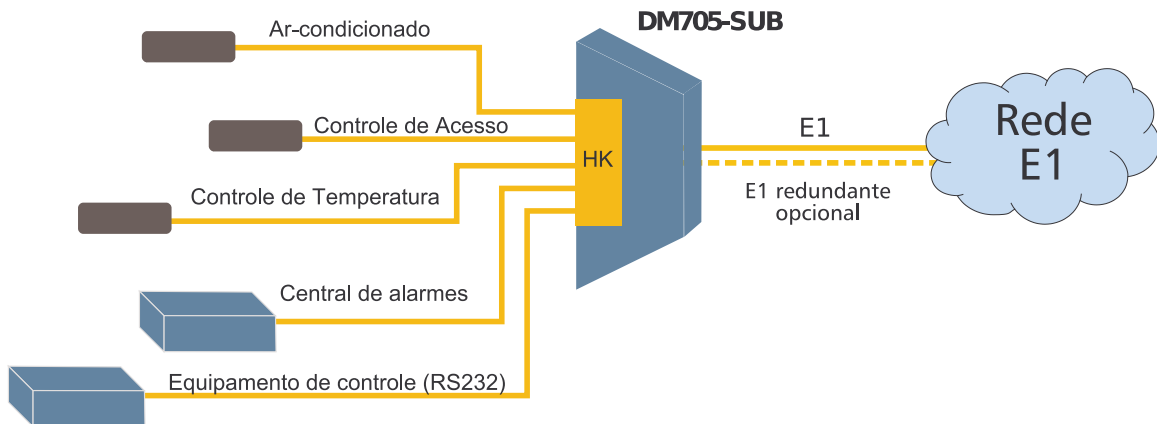 DM705-SUB
Ar-condicionado
Controle de Acesso
Controle de Temperatura
Central de alarmes
Equipamento de controle (RS232)
HK
E1
E1 redundante
opcional
Rede
E1